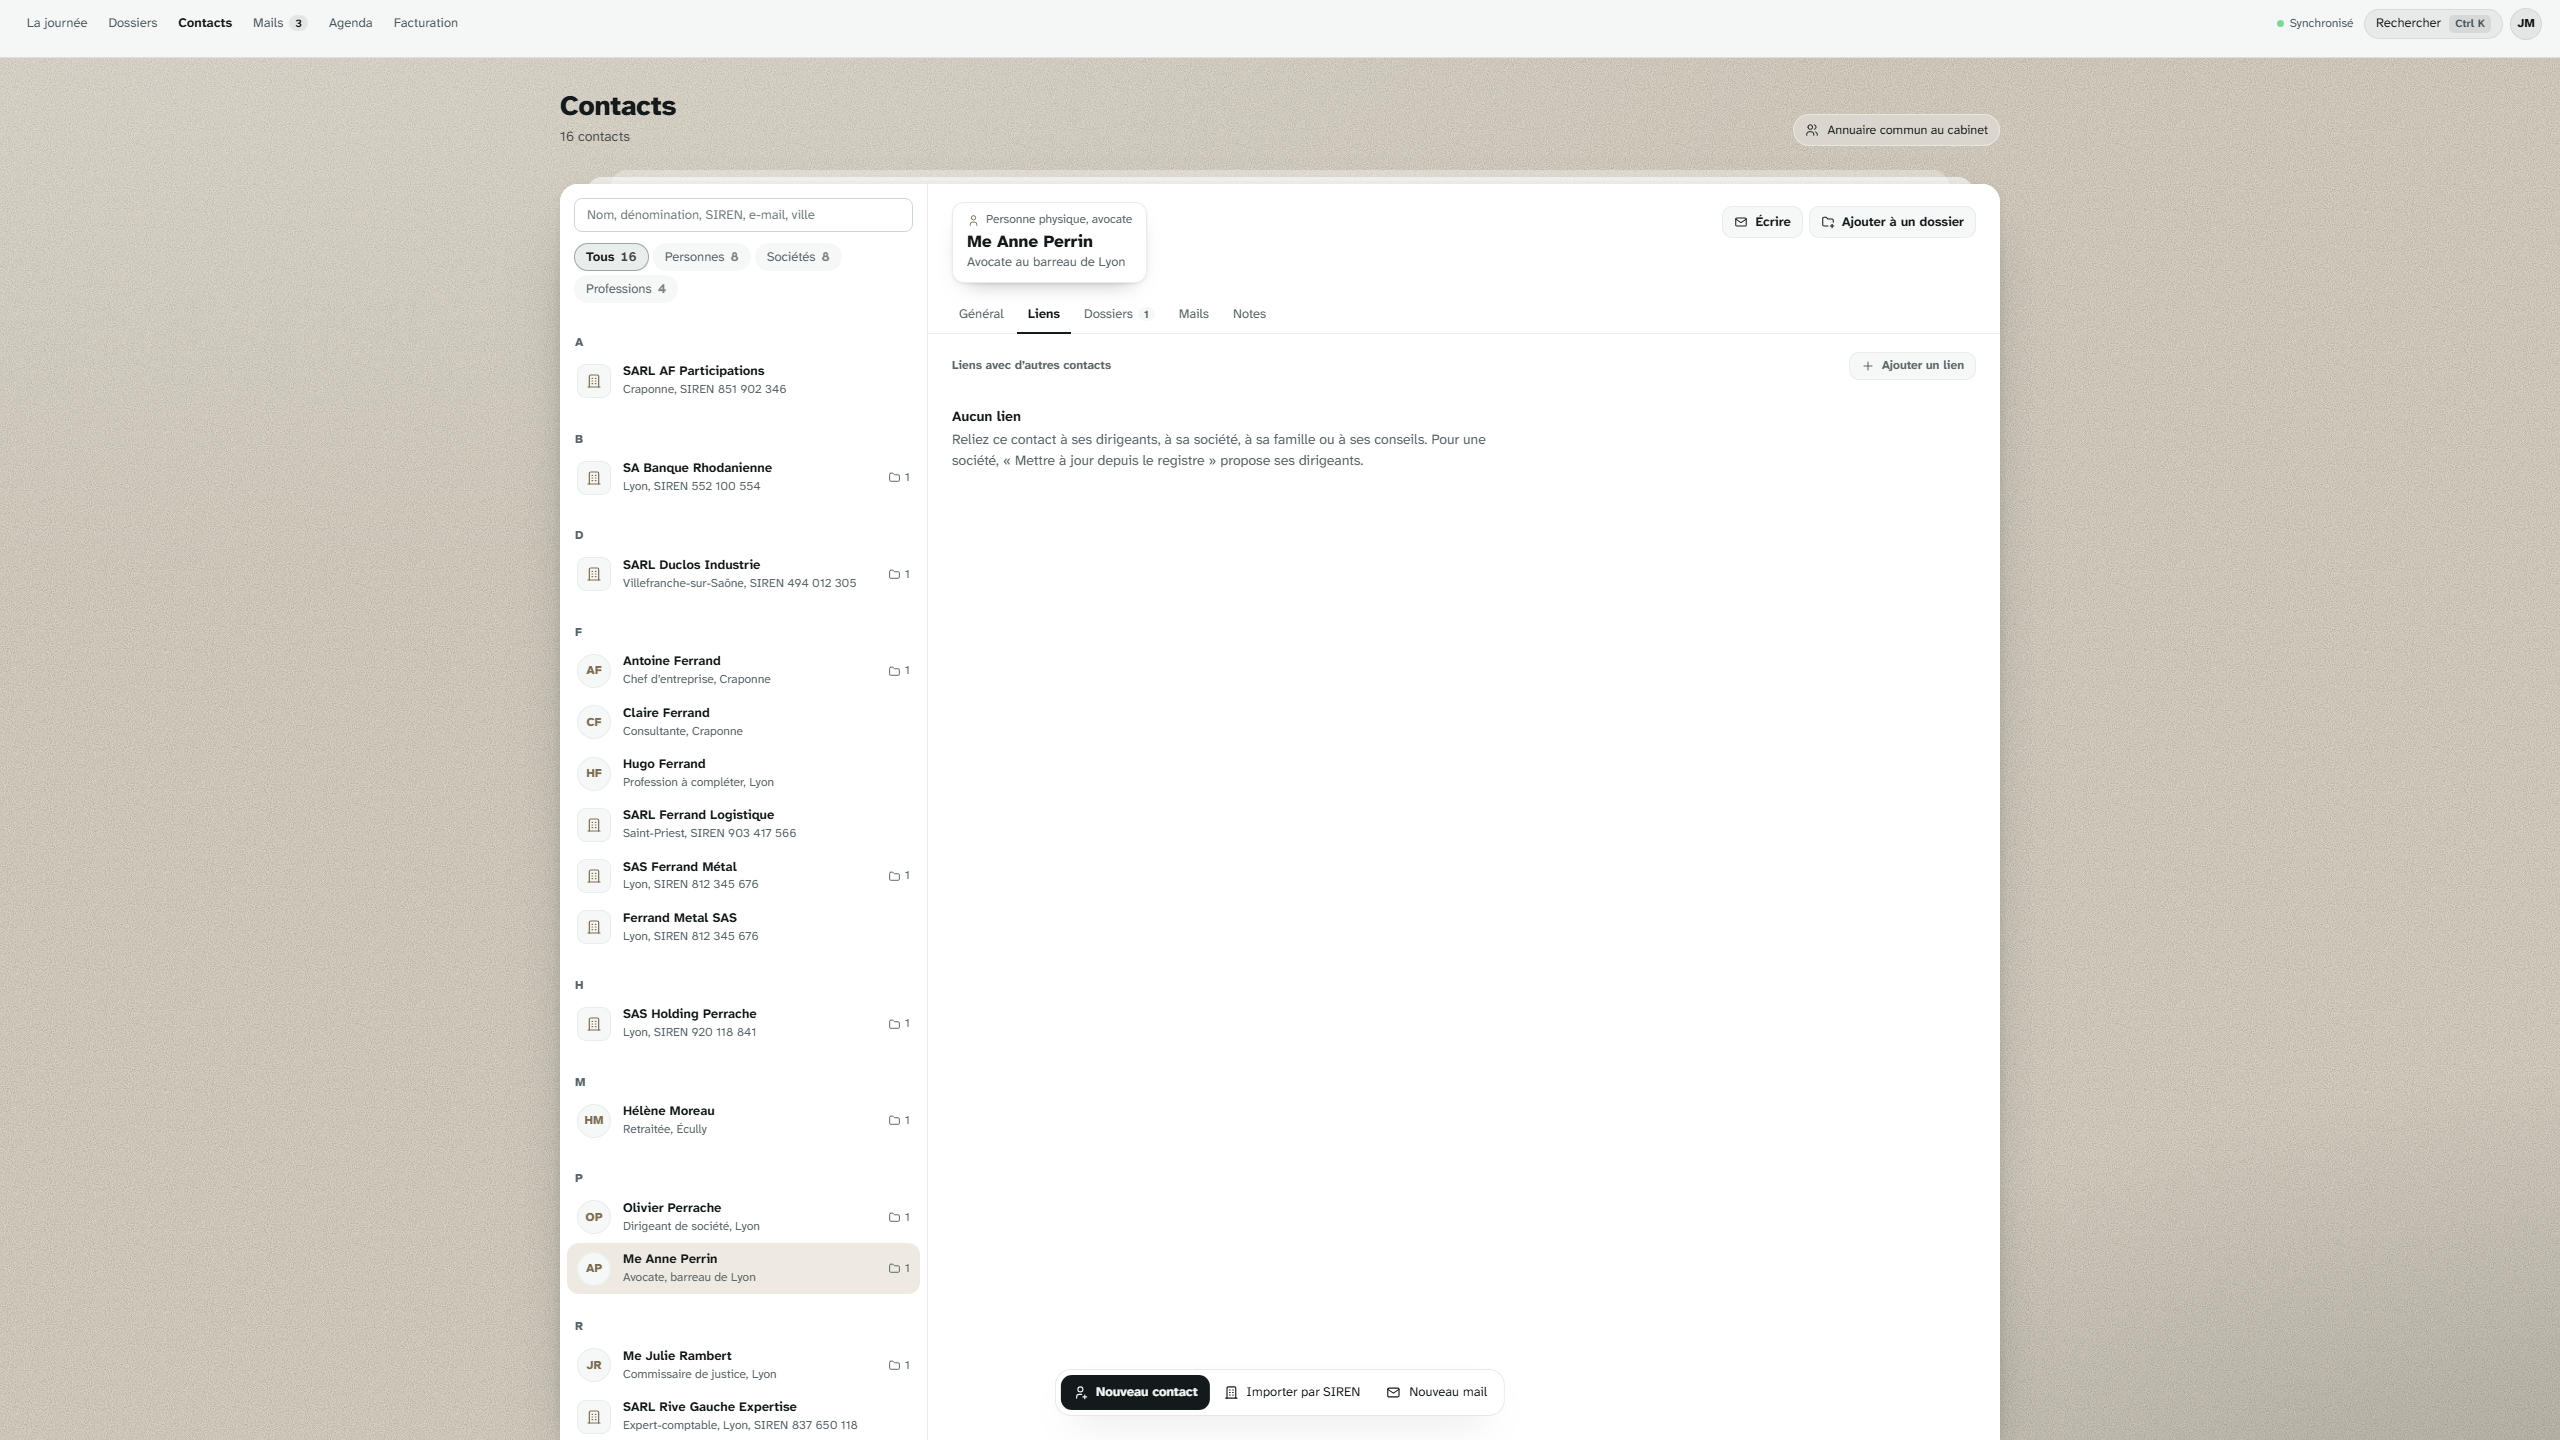 La journée Dossiers Contacts Mails 3 Agenda Facturation
Synchronisé Rechercher Ctrl K JM
Contacts
16 contacts
Annuaire commun au cabinet
Nom, dénomination, SIREN, e-mail, ville
Tous 16 Personnes 8 Sociétés 8
Professions 4
A
SARL AF Participations
Craponne, SIREN 851 902 346
B
SA Banque Rhodanienne
Lyon, SIREN 552 100 554
1
D
SARL Duclos Industrie
Villefranche-sur-Saône, SIREN 494 012 305
1
F
AF
Antoine Ferrand
Chef d’entreprise, Craponne
1
CF
Claire Ferrand
Consultante, Craponne
HF
Hugo Ferrand
Profession à compléter, Lyon
SARL Ferrand Logistique
Saint-Priest, SIREN 903 417 566
SAS Ferrand Métal
Lyon, SIREN 812 345 676
1
Ferrand Metal SAS
Lyon, SIREN 812 345 676
H
SAS Holding Perrache
Lyon, SIREN 920 118 841
1
M
HM
Hélène Moreau
Retraitée, Écully
1
P
OP
Olivier Perrache
Dirigeant de société, Lyon
1
AP
Me Anne Perrin
Avocate, barreau de Lyon
1
R
JR
Me Julie Rambert
Commissaire de justice, Lyon
1
SARL Rive Gauche Expertise
Expert-comptable, Lyon, SIREN 837 650 118
Personne physique, avocate
Me Anne Perrin
Avocate au barreau de Lyon
Écrire Ajouter à un dossier
Général Liens Dossiers 1 Mails Notes
Liens avec d’autres contacts
Ajouter un lien
Aucun lien
Reliez ce contact à ses dirigeants, à sa société, à sa famille ou à ses conseils. Pour une
société, « Mettre à jour depuis le registre » propose ses dirigeants.
Nouveau contact Importer par SIREN Nouveau mail